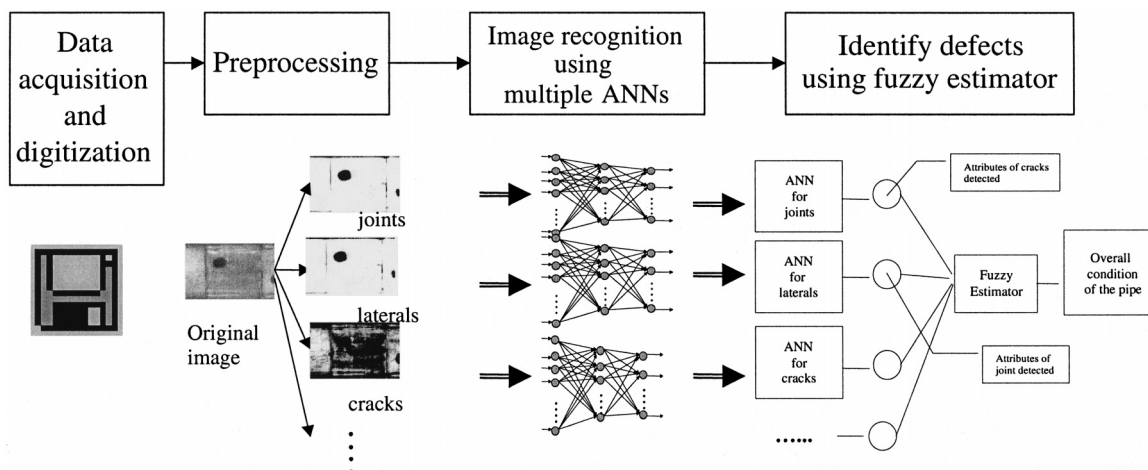 Data
acquisition
and
digitization
Preprocessing
Image recognition
using
multiple ANNs
Identify defects
using fuzzy estimator
joints
laterals
cracks
Original
image
ANN
for
joints
ANN
for
laterals
ANN
for
cracks
......
Attributes of cracks
detected
Fuzzy
Estimator
Overall
condition
of the pipe
Attributes of
joint detected